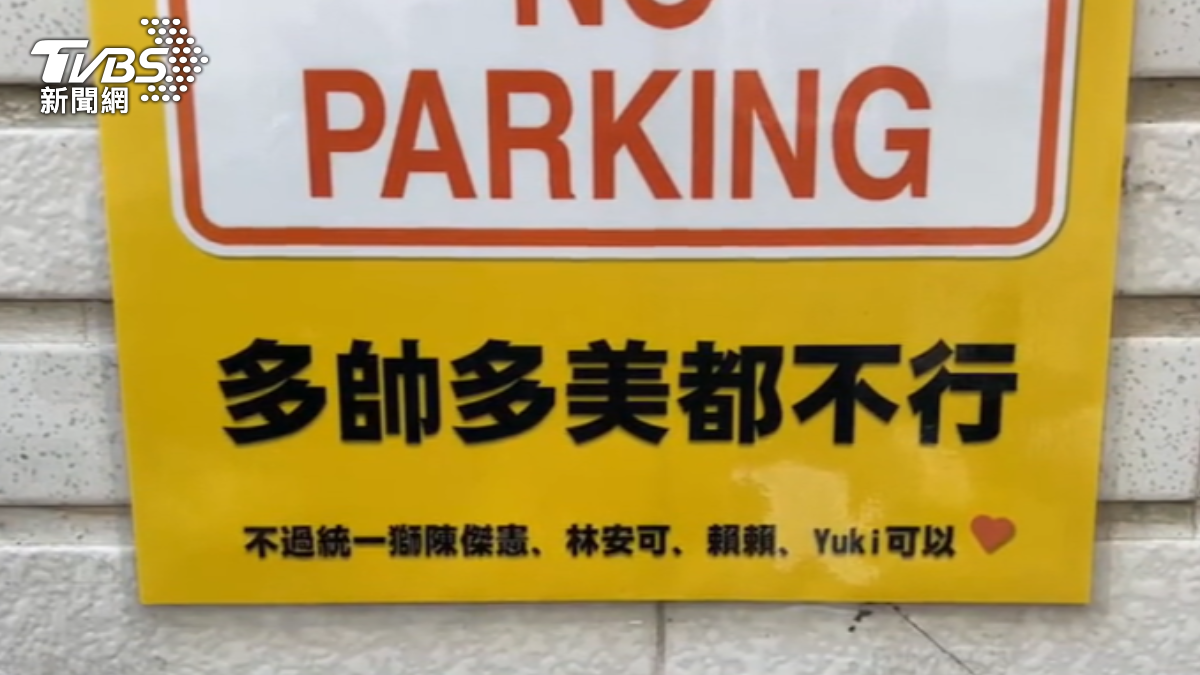 TVBS
新聞網
NO
PARKING
多帥多美都不行
不過統一獅陳傑憲、林安可、賴賴、Yuki可以